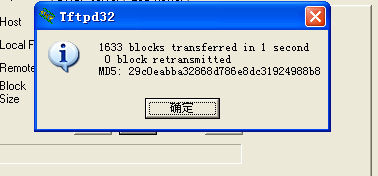 Tftpd32
Host
1633 blocks transferred in 1 second
0 block retransmitted
MD5: 29c0eabba32868d786e8dc31924988b8
Local F
Remote
Block
Size
确定